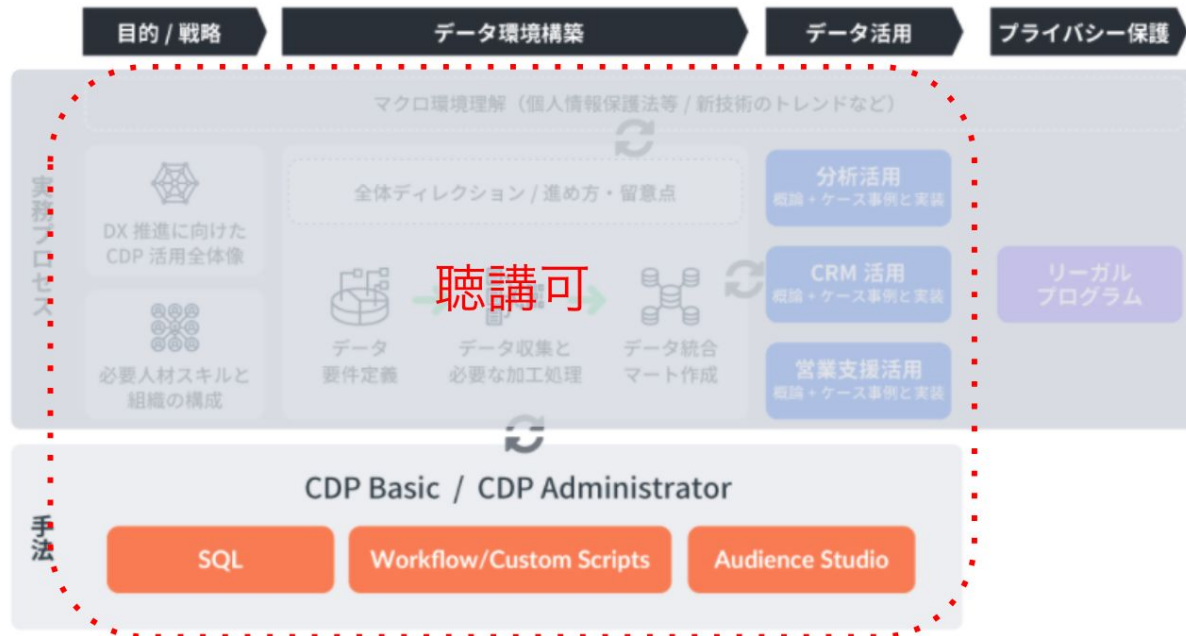 目的 / 戦略
データ環境構築
データ活用
プライバシー保護
実務プロセス
マクロ環境理解（個人情報保護法等 / 新技術のトレンドなど）
DX 推進に向けた
CDP 活用全体像
必要人材スキルと
組織の構成
全体ディレクション / 進め方・留意点
聴講可
データ
要件定義
データ収集と
必要な加工処理
データ統合
マート作成
分析活用
概論 + ケース事例と実装
CRM 活用
概論 + ケース事例と実装
営業支援活用
概論 + ケース事例と実装
リーガル
プログラム
手法
CDP Basic / CDP Administrator
SQL
Workflow/Custom Scripts
Audience Studio